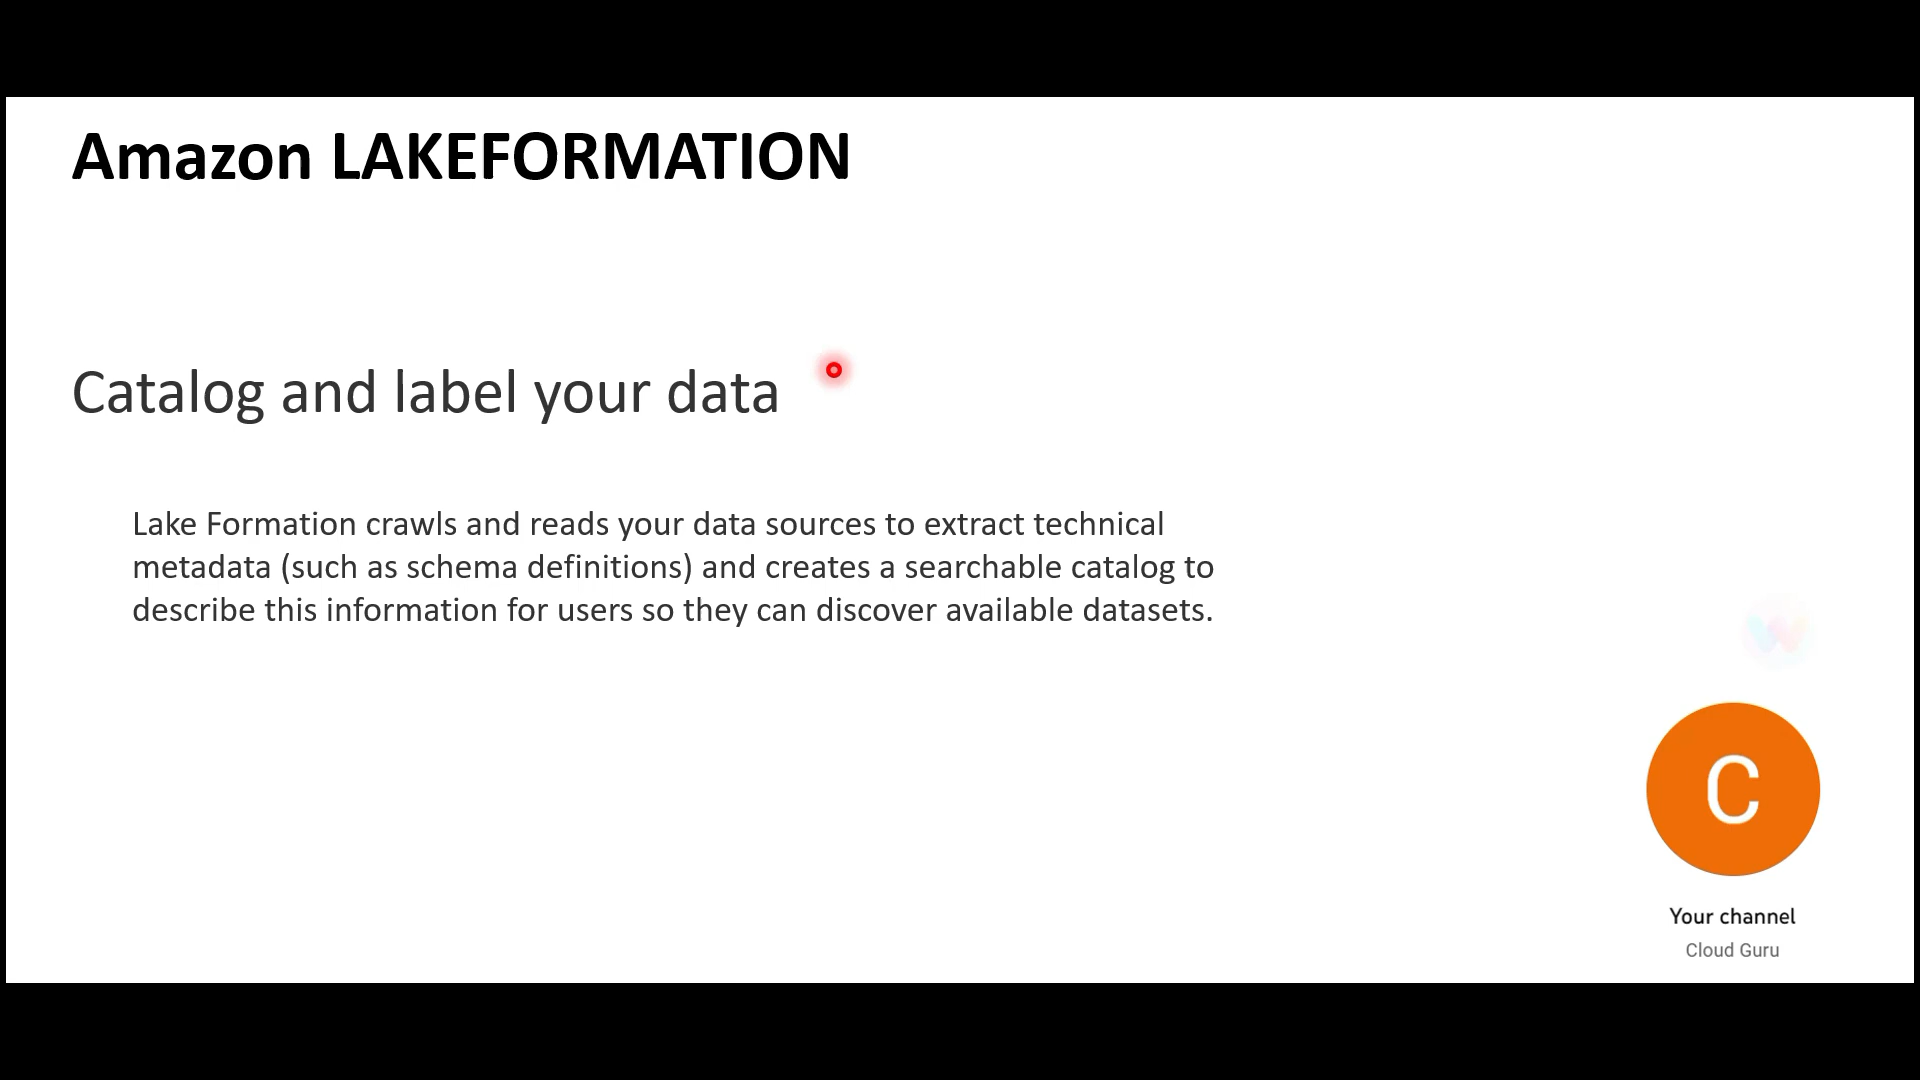 Amazon LAKEFORMATION
Catalog and label your data
Lake Formation crawls and reads your data sources to extract technical
metadata (such as schema definitions) and creates a searchable catalog to
describe this information for users so they can discover available datasets.
W
C
Your channel
Cloud Guru